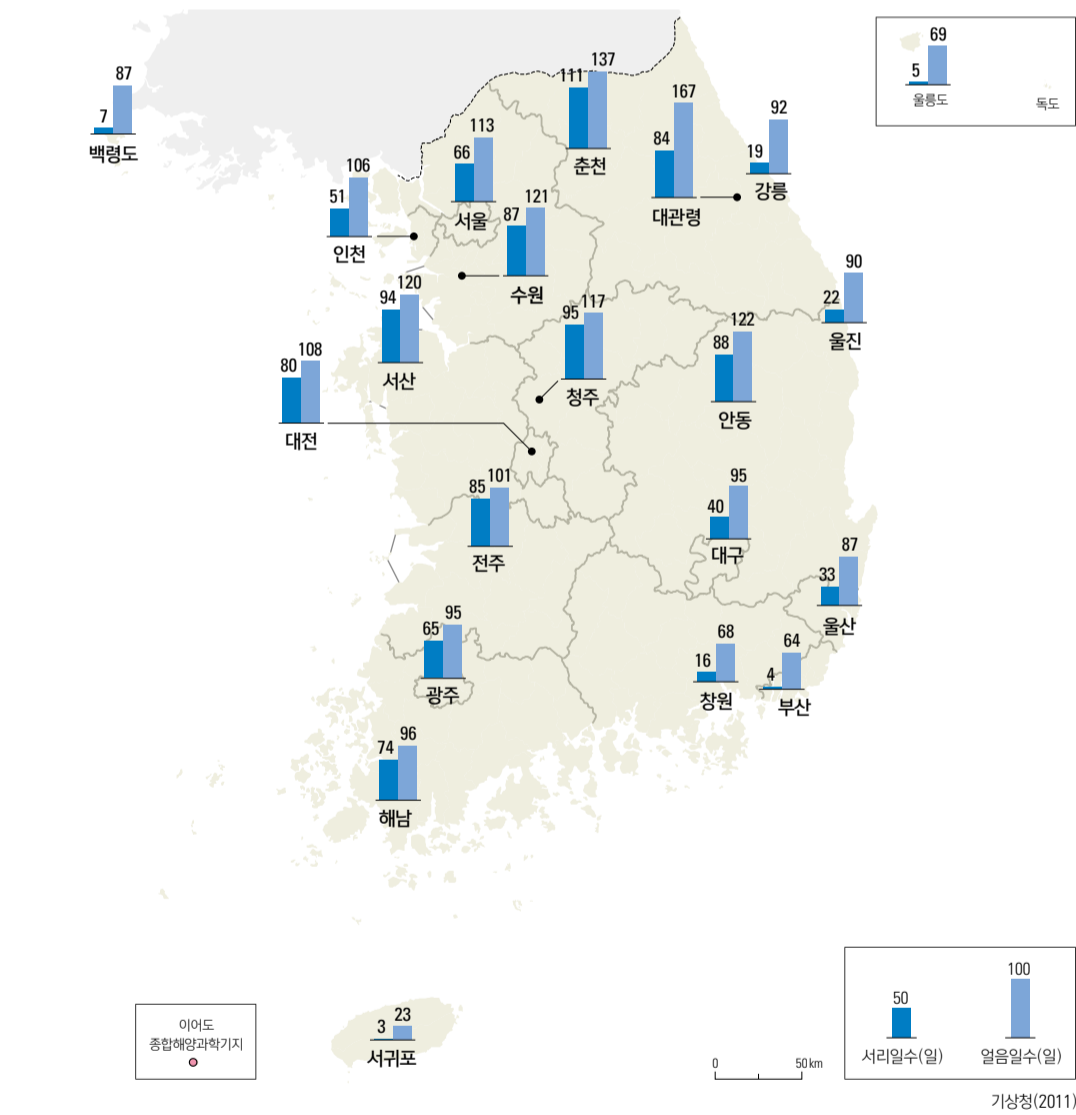 69
5
울릉도
독도
87
7
백령도
111
137
춘천
167
84
대관령
92
19
강릉
113
66
서울
106
51
인천
121
87
수원
90
22
울진
120
94
서산
117
95
청주
122
88
안동
108
80
대전
101
85
전주
95
40
대구
87
33
울산
95
65
광주
68
16
창원
64
4
부산
96
74
해남
23
3
서귀포
이어도
종합해양과학기지
0
50 km
100
50
서리일수(일)
얼음일수(일)
기상청(2011)